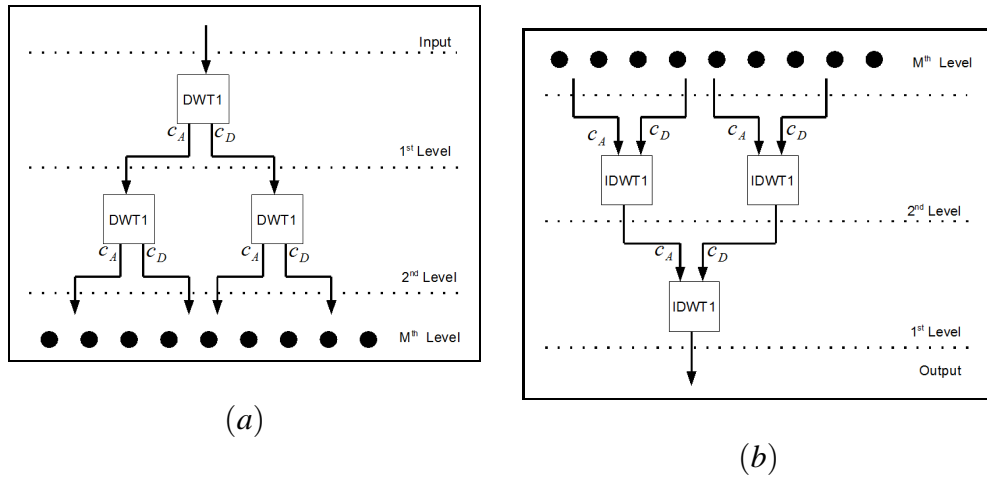 Input
DWT1
c_A c_D
1st Level
DWT1 DWT1
c_A c_D c_A c_D
2nd Level
Mth Level
(a)
Mth Level
c_A c_D c_A c_D
IDWT1 IDWT1
2nd Level
c_A c_D
IDWT1
1st Level
Output
(b)